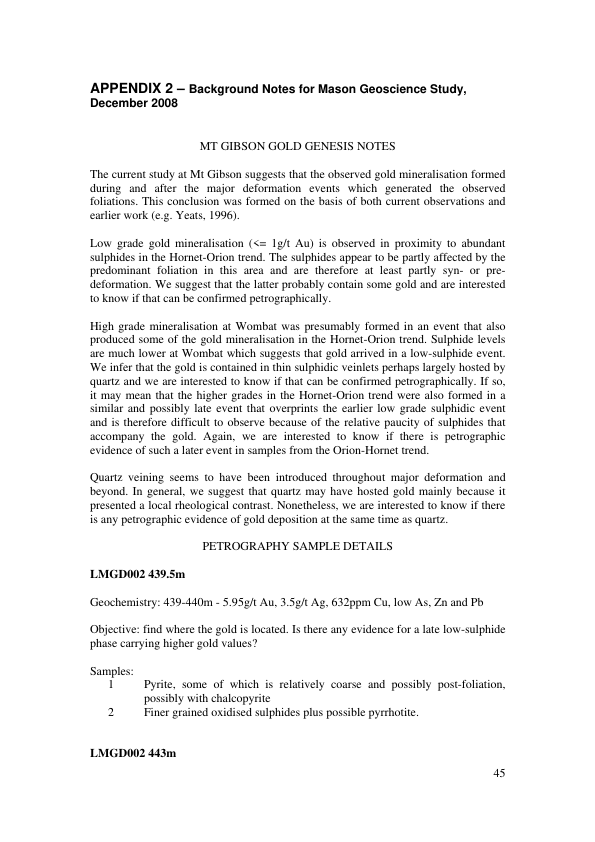 APPENDIX 2 – Background Notes for Mason Geoscience Study,
December 2008
MT GIBSON GOLD GENESIS NOTES
The current study at Mt Gibson suggests that the observed gold mineralisation formed
during and after the major deformation events which generated the observed
foliations. This conclusion was formed on the basis of both current observations and
earlier work (e.g. Yeats, 1996).
Low grade gold mineralisation (<= 1g/t Au) is observed in proximity to abundant
sulphides in the Hornet-Orion trend. The sulphides appear to be partly affected by the
predominant foliation in this area and are therefore at least partly syn- or pre-
deformation. We suggest that the latter probably contain some gold and are interested
to know if that can be confirmed petrographically.
High grade mineralisation at Wombat was presumably formed in an event that also
produced some of the gold mineralisation in the Hornet-Orion trend. Sulphide levels
are much lower at Wombat which suggests that gold arrived in a low-sulphide event.
We infer that the gold is contained in thin sulphidic veinlets perhaps largely hosted by
quartz and we are interested to know if that can be confirmed petrographically. If so,
it may mean that the higher grades in the Hornet-Orion trend were also formed in a
similar and possibly late event that overprints the earlier low grade sulphidic event
and is therefore difficult to observe because of the relative paucity of sulphides that
accompany the gold. Again, we are interested to know if there is petrographic
evidence of such a later event in samples from the Orion-Hornet trend.
Quartz veining seems to have been introduced throughout major deformation and
beyond. In general, we suggest that quartz may have hosted gold mainly because it
presented a local rheological contrast. Nonetheless, we are interested to know if there
is any petrographic evidence of gold deposition at the same time as quartz.
PETROGRAPHY SAMPLE DETAILS
LMGD002 439.5m
Geochemistry: 439-440m - 5.95g/t Au, 3.5g/t Ag, 632ppm Cu, low As, Zn and Pb
Objective: find where the gold is located. Is there any evidence for a late low-sulphide
phase carrying higher gold values?
Samples:
1 Pyrite, some of which is relatively coarse and possibly post-foliation,
possibly with chalcopyrite
2 Finer grained oxidised sulphides plus possible pyrrhotite.
LMGD002 443m
45